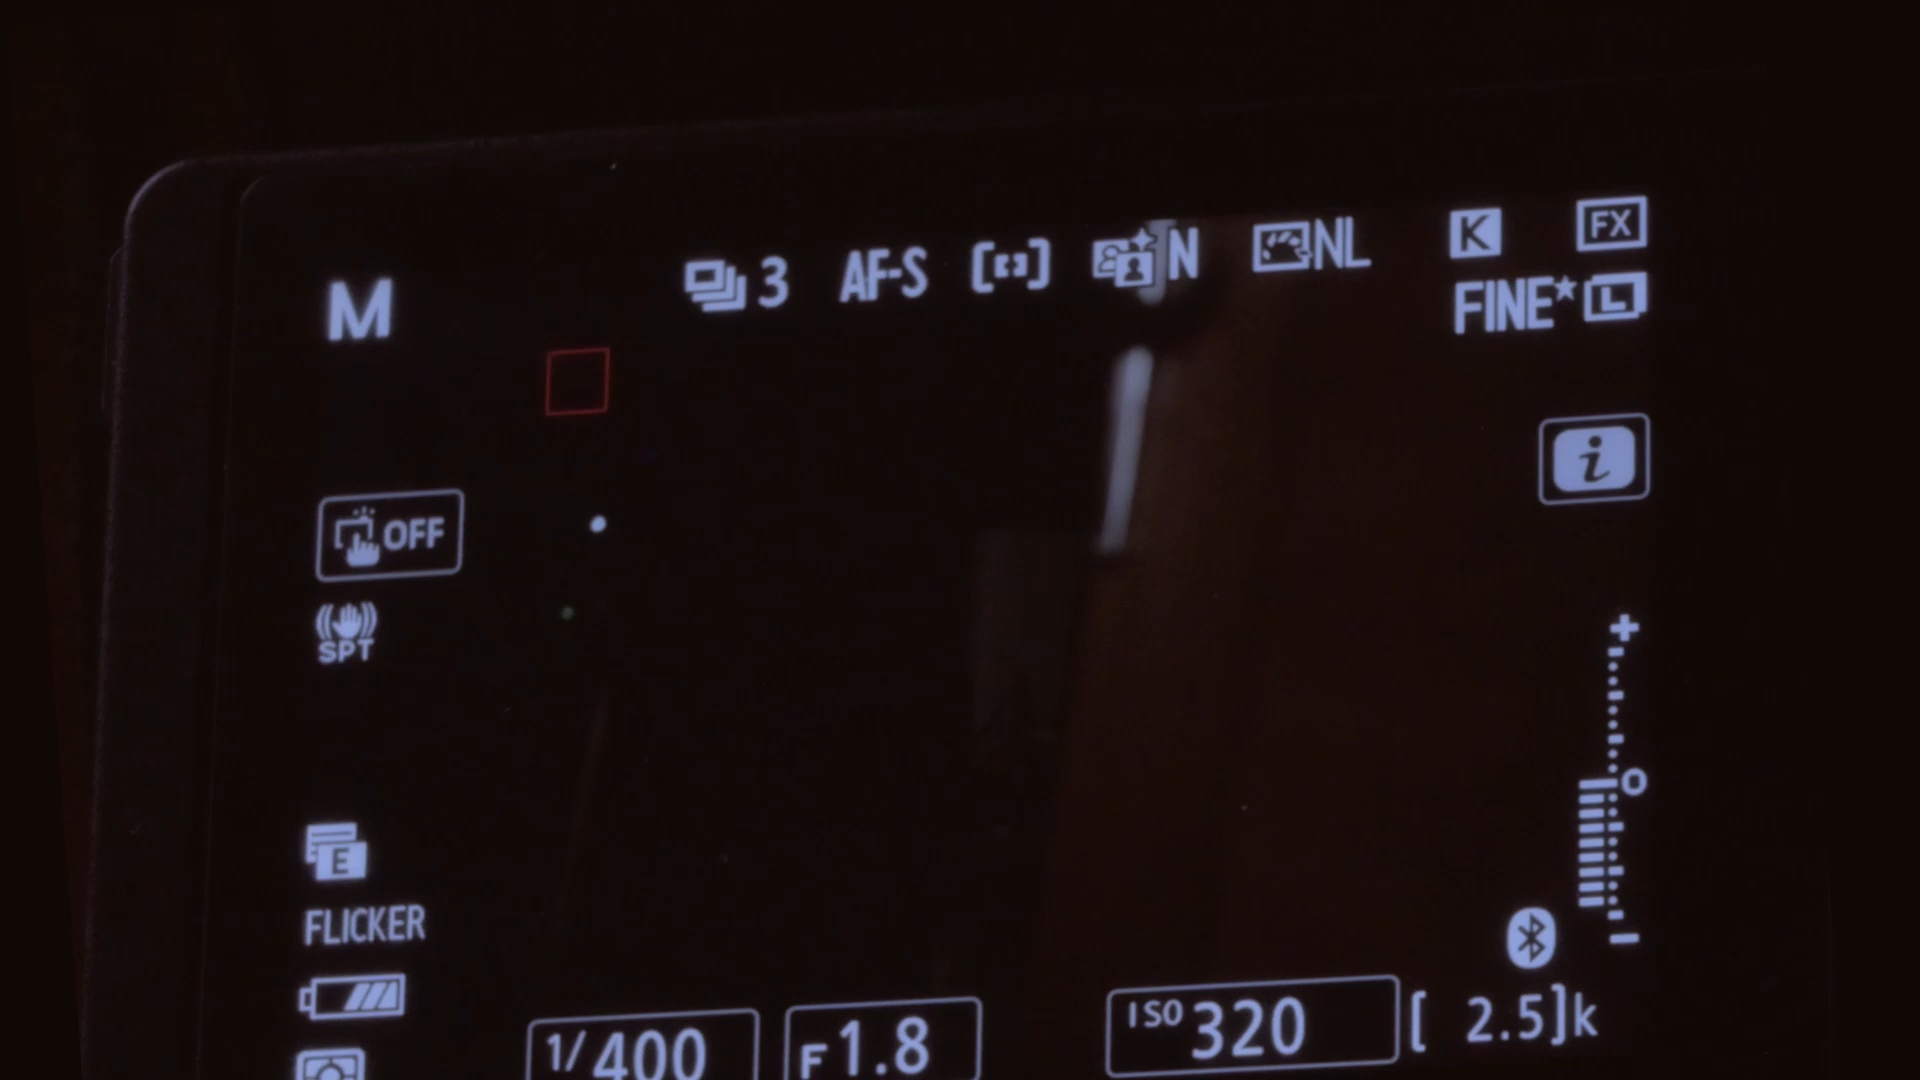 M 3 AF-S N NL K FX
FINE★ L
i
OFF
SPT
E
FLICKER
1/400 F1.8 ISO 320 [ 2.5]k